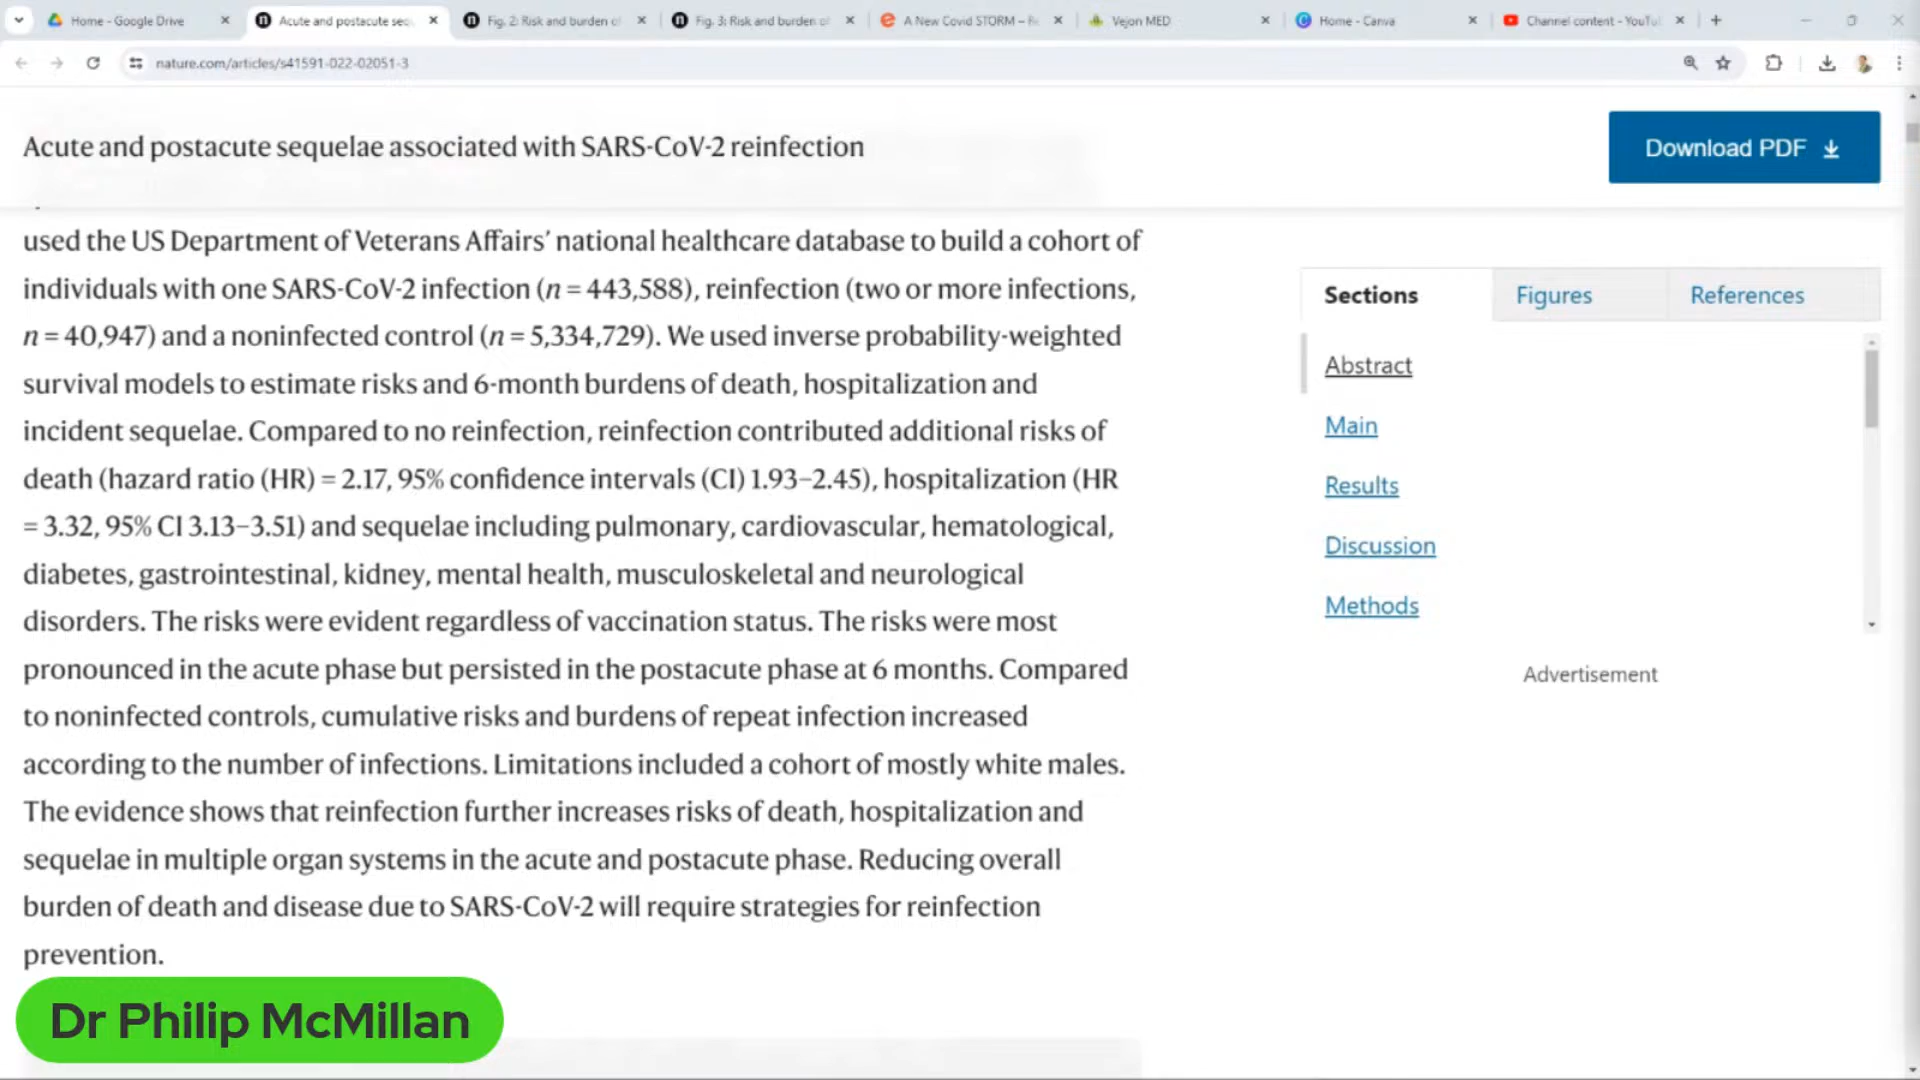 Home - Google Drive
Acute and postacute seq
Fig. 2: Risk and burden of
Fig. 3: Risk and burden of
A New Covid STORM – Re
Vejon MED
Home - Canva
Channel content - YouTu
nature.com/articles/s41591-022-02051-3
Acute and postacute sequelae associated with SARS-CoV-2 reinfection
Download PDF
used the US Department of Veterans Affairs’ national healthcare database to build a cohort of
individuals with one SARS-CoV-2 infection (n = 443,588), reinfection (two or more infections,
n = 40,947) and a noninfected control (n = 5,334,729). We used inverse probability-weighted
survival models to estimate risks and 6-month burdens of death, hospitalization and
incident sequelae. Compared to no reinfection, reinfection contributed additional risks of
death (hazard ratio (HR) = 2.17, 95% confidence intervals (CI) 1.93–2.45), hospitalization (HR
= 3.32, 95% CI 3.13–3.51) and sequelae including pulmonary, cardiovascular, hematological,
diabetes, gastrointestinal, kidney, mental health, musculoskeletal and neurological
disorders. The risks were evident regardless of vaccination status. The risks were most
pronounced in the acute phase but persisted in the postacute phase at 6 months. Compared
to noninfected controls, cumulative risks and burdens of repeat infection increased
according to the number of infections. Limitations included a cohort of mostly white males.
The evidence shows that reinfection further increases risks of death, hospitalization and
sequelae in multiple organ systems in the acute and postacute phase. Reducing overall
burden of death and disease due to SARS-CoV-2 will require strategies for reinfection
prevention.
Sections
Figures
References
Abstract
Main
Results
Discussion
Methods
Advertisement
Dr Philip McMillan